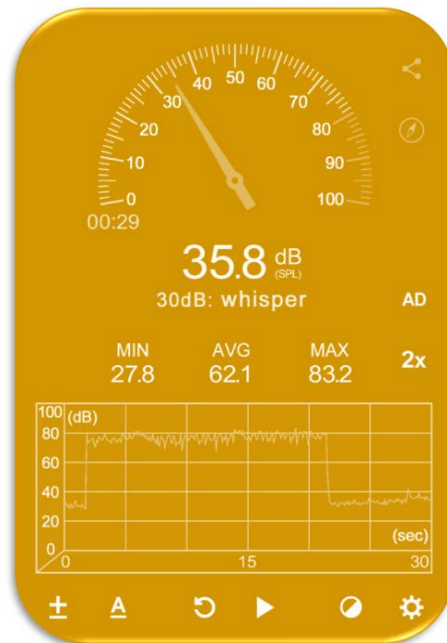 0 10 20 30 40 50 60 70 80 90 100
00:29
35.8 dB
(SPL)
30dB: whisper
AD
MIN AVG MAX
27.8 62.1 83.2
2x
100 (dB)
80
60
40
20
0
(sec)
0 15 30
± A